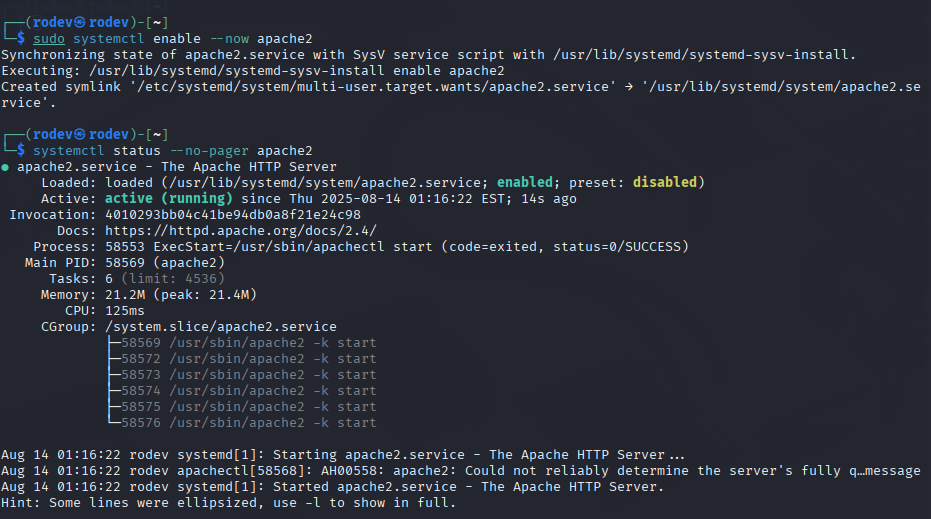 ┌──(rodev㉿rodev)-[~]
└─$ sudo systemctl enable --now apache2
Synchronizing state of apache2.service with SysV service script with /usr/lib/systemd/systemd-sysv-install.
Executing: /usr/lib/systemd/systemd-sysv-install enable apache2
Created symlink '/etc/systemd/system/multi-user.target.wants/apache2.service' → '/usr/lib/systemd/system/apache2.se
rvice'.
┌──(rodev㉿rodev)-[~]
└─$ systemctl status --no-pager apache2
● apache2.service - The Apache HTTP Server
Loaded: loaded (/usr/lib/systemd/system/apache2.service; enabled; preset: disabled)
Active: active (running) since Thu 2025-08-14 01:16:22 EST; 14s ago
Invocation: 4010293bb04c41be94db0a8f21e24c98
Docs: https://httpd.apache.org/docs/2.4/
Process: 58553 ExecStart=/usr/sbin/apachectl start (code=exited, status=0/SUCCESS)
Main PID: 58569 (apache2)
Tasks: 6 (limit: 4536)
Memory: 21.2M (peak: 21.4M)
CPU: 125ms
CGroup: /system.slice/apache2.service
├─58569 /usr/sbin/apache2 -k start
├─58572 /usr/sbin/apache2 -k start
├─58573 /usr/sbin/apache2 -k start
├─58574 /usr/sbin/apache2 -k start
├─58575 /usr/sbin/apache2 -k start
└─58576 /usr/sbin/apache2 -k start
Aug 14 01:16:22 rodev systemd[1]: Starting apache2.service - The Apache HTTP Server...
Aug 14 01:16:22 rodev apachectl[58568]: AH00558: apache2: Could not reliably determine the server's fully q…message
Aug 14 01:16:22 rodev systemd[1]: Started apache2.service - The Apache HTTP Server.
Hint: Some lines were ellipsized, use -l to show in full.